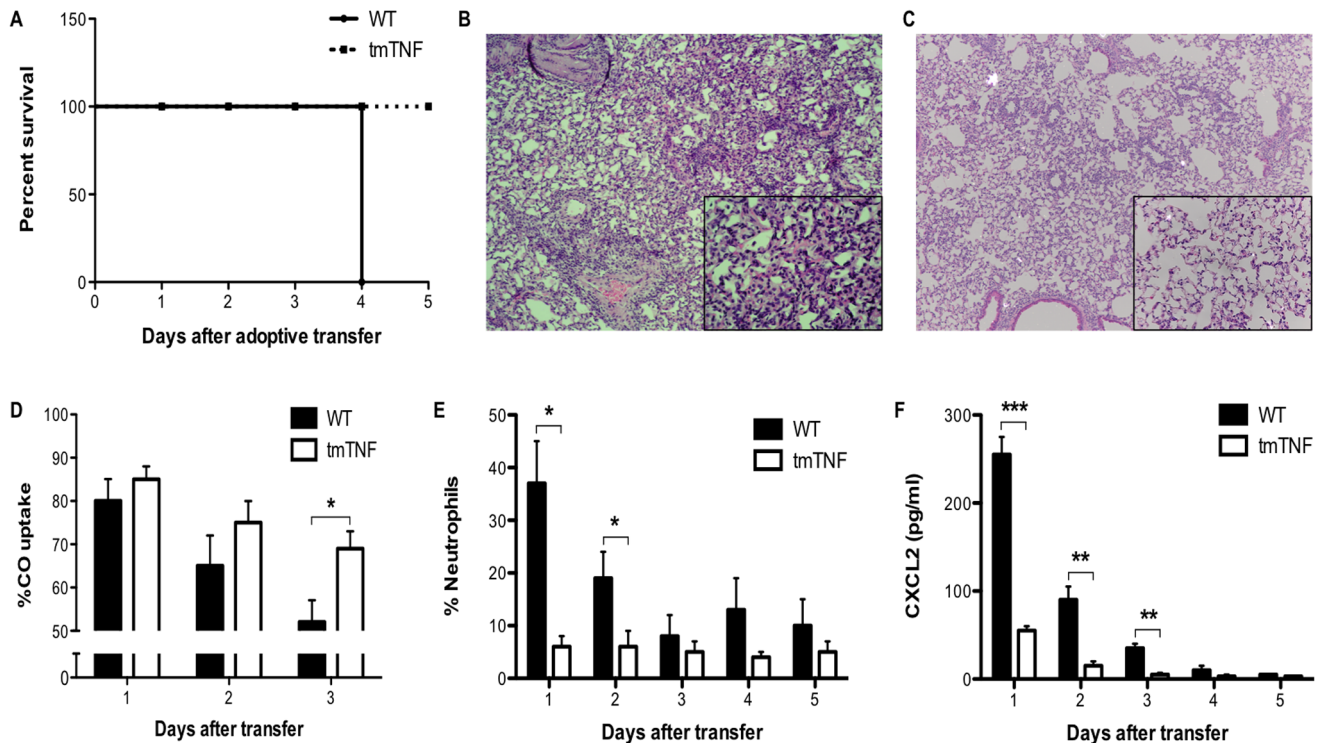 A
150
100
50
0
Percent survival
0 1 2 3 4 5
Days after adoptive transfer
WT
tmTNF
B
C
D
100
90
80
70
60
50
0
%CO uptake
WT
tmTNF
*
1 2 3
Days after transfer
E
50
40
30
20
10
0
% Neutrophils
WT
tmTNF
*
*
1 2 3 4 5
Days after transfer
F
300
200
100
0
CXCL2 (pg/ml)
WT
tmTNF
***
**
**
1 2 3 4 5
Days after transfer